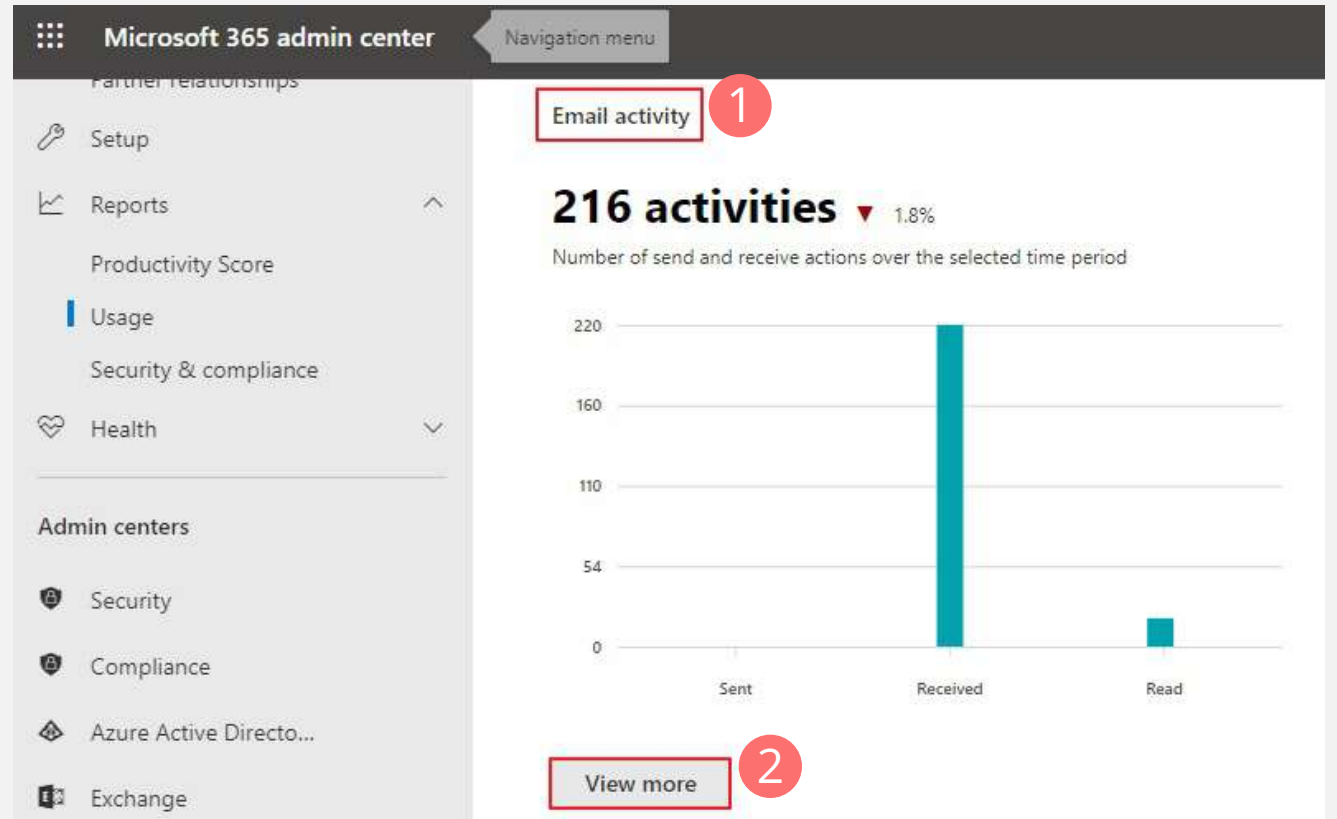 Microsoft 365 admin center
Navigation menu
Partner relationships
Setup
Reports
Productivity Score
Usage
Security & compliance
Health
Admin centers
Security
Compliance
Azure Active Directo...
Exchange
Email activity
1
216 activities ▼ 1.8%
Number of send and receive actions over the selected time period
220
160
110
54
0
Sent Received Read
View more
2